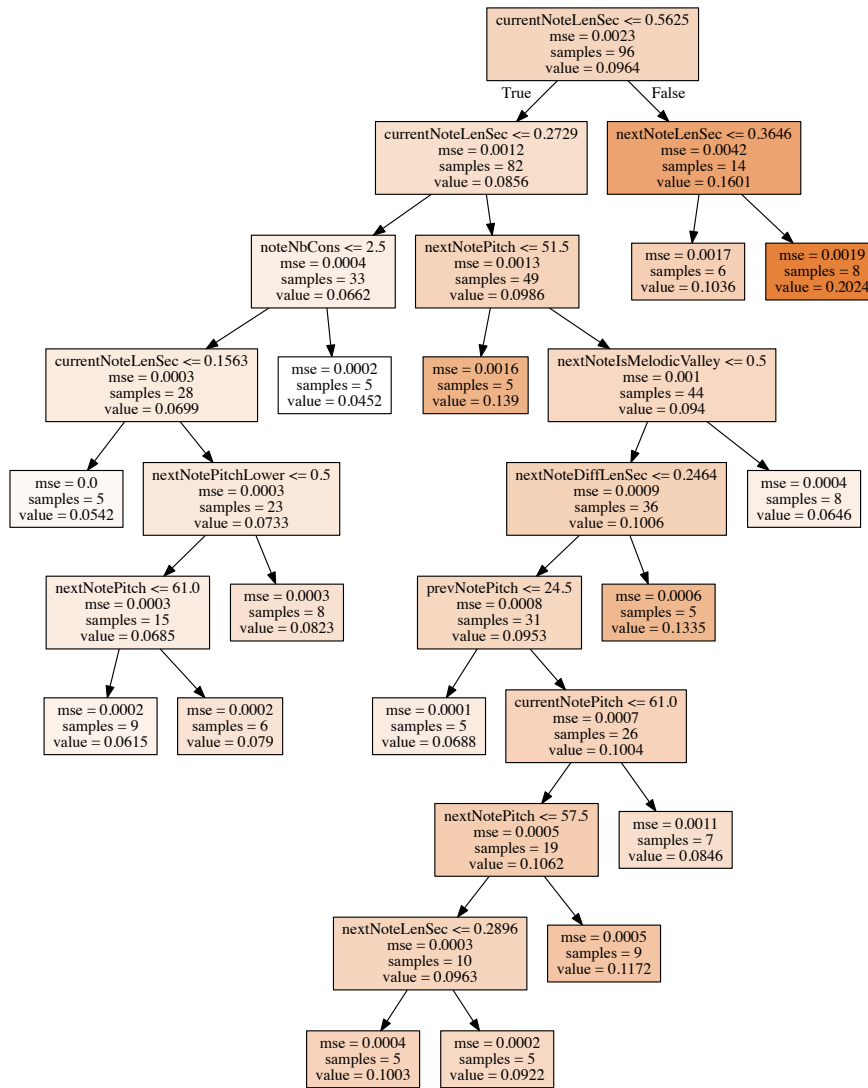 currentNoteLenSec <= 0.5625
mse = 0.0023
samples = 96
value = 0.0964
True
False
currentNoteLenSec <= 0.2729
mse = 0.0012
samples = 82
value = 0.0856
nextNoteLenSec <= 0.3646
mse = 0.0042
samples = 14
value = 0.1601
noteNbCons <= 2.5
mse = 0.0004
samples = 33
value = 0.0662
nextNotePitch <= 51.5
mse = 0.0013
samples = 49
value = 0.0986
mse = 0.0017
samples = 6
value = 0.1036
mse = 0.0019
samples = 8
value = 0.2024
currentNoteLenSec <= 0.1563
mse = 0.0003
samples = 28
value = 0.0699
mse = 0.0002
samples = 5
value = 0.0452
mse = 0.0016
samples = 5
value = 0.139
nextNoteIsMelodicValley <= 0.5
mse = 0.001
samples = 44
value = 0.094
mse = 0.0
samples = 5
value = 0.0542
nextNotePitchLower <= 0.5
mse = 0.0003
samples = 23
value = 0.0733
nextNoteDiffLenSec <= 0.2464
mse = 0.0009
samples = 36
value = 0.1006
mse = 0.0004
samples = 8
value = 0.0646
nextNotePitch <= 61.0
mse = 0.0003
samples = 15
value = 0.0685
mse = 0.0003
samples = 8
value = 0.0823
prevNotePitch <= 24.5
mse = 0.0008
samples = 31
value = 0.0953
mse = 0.0006
samples = 5
value = 0.1335
mse = 0.0002
samples = 9
value = 0.0615
mse = 0.0002
samples = 6
value = 0.079
mse = 0.0001
samples = 5
value = 0.0688
currentNotePitch <= 61.0
mse = 0.0007
samples = 26
value = 0.1004
nextNotePitch <= 57.5
mse = 0.0005
samples = 19
value = 0.1062
mse = 0.0011
samples = 7
value = 0.0846
nextNoteLenSec <= 0.2896
mse = 0.0003
samples = 10
value = 0.0963
mse = 0.0005
samples = 9
value = 0.1172
mse = 0.0004
samples = 5
value = 0.1003
mse = 0.0002
samples = 5
value = 0.0922